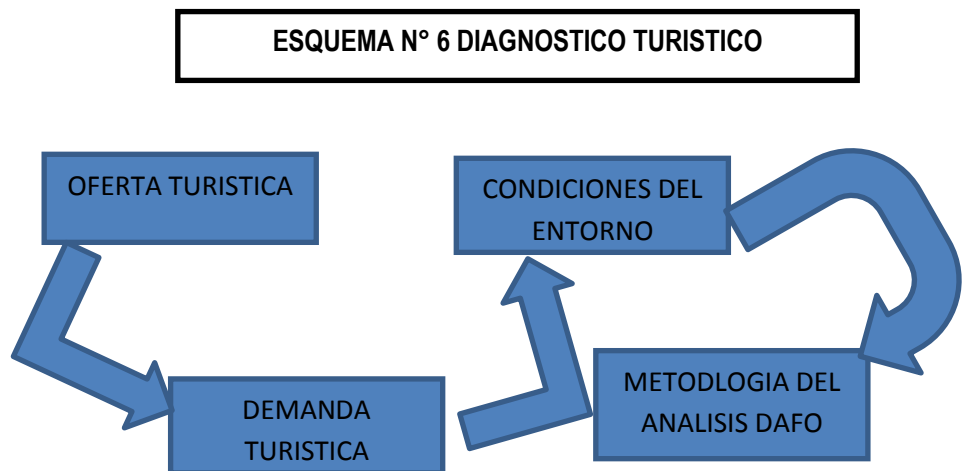 ESQUEMA N° 6 DIAGNOSTICO TURISTICO
OFERTA TURISTICA
DEMANDA
TURISTICA
CONDICIONES DEL
ENTORNO
METODLOGIA DEL
ANALISIS DAFO